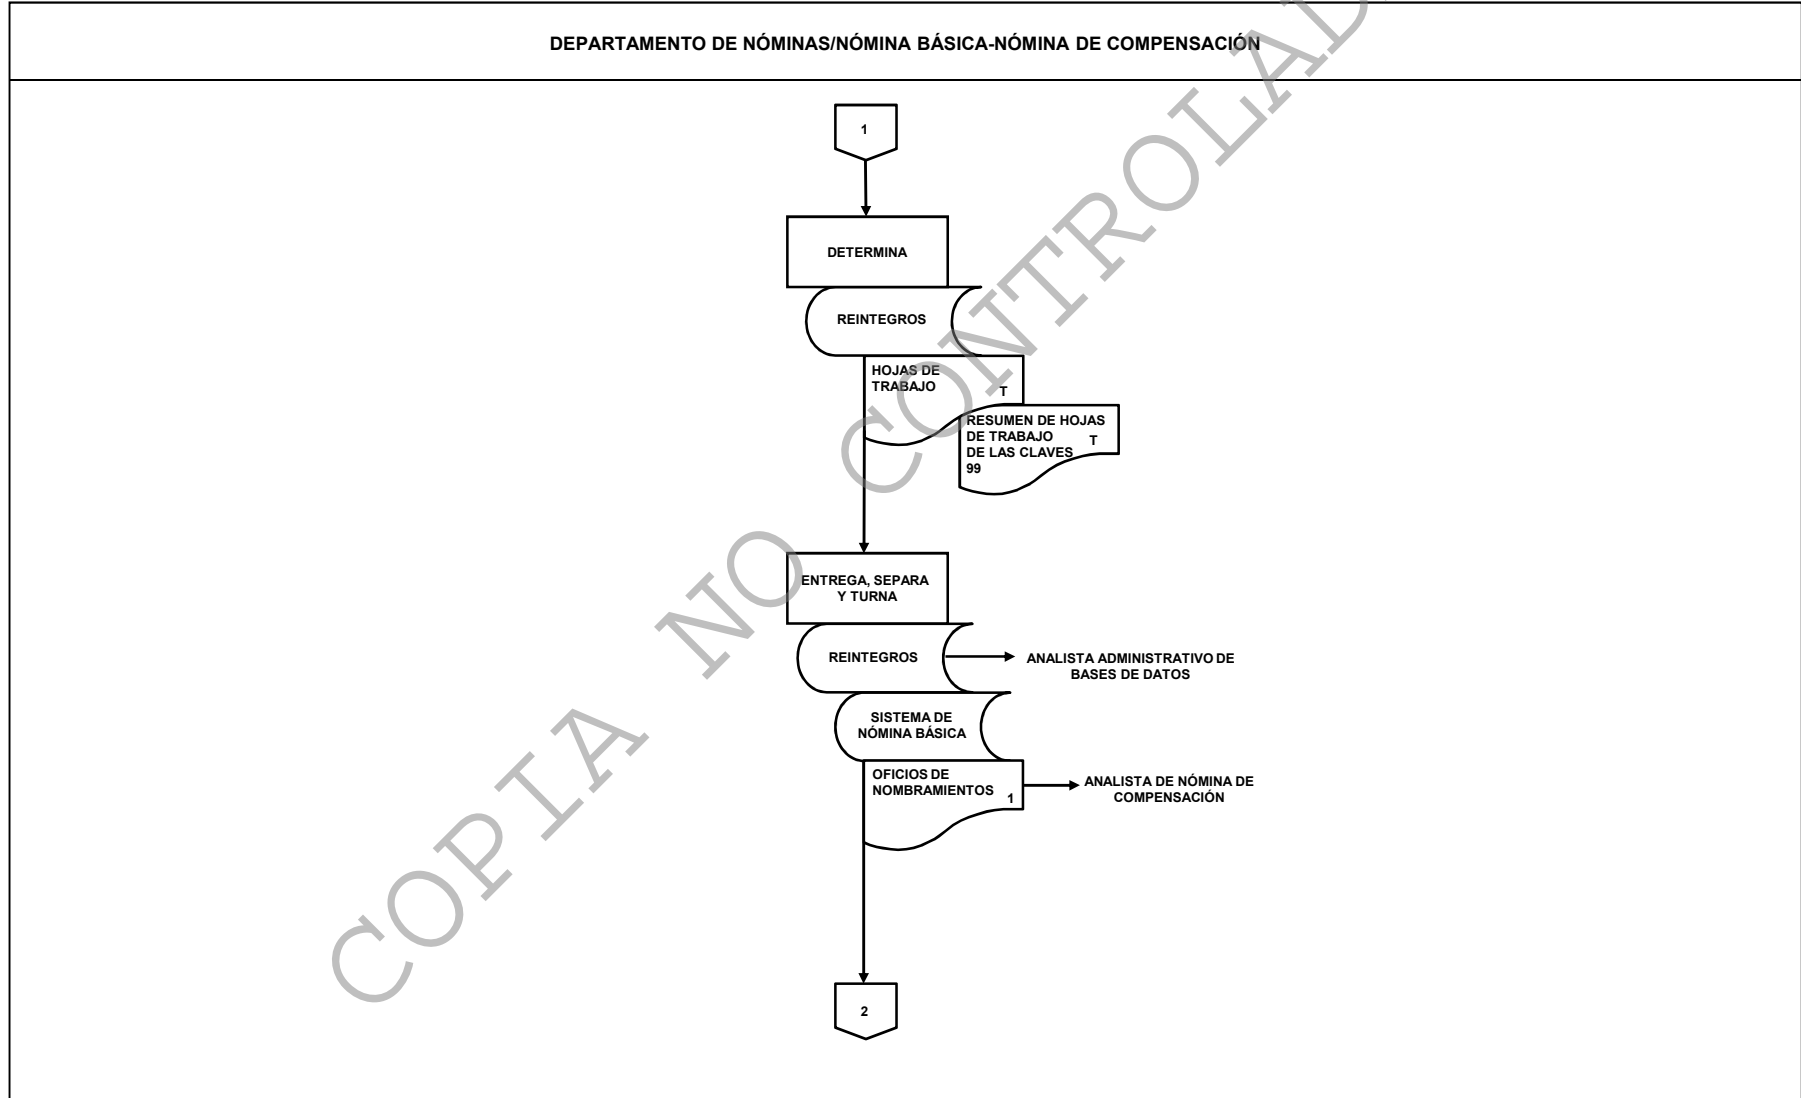 DEPARTAMENTO DE NÓMINAS/NÓMINA BÁSICA-NÓMINA DE COMPENSACIÓN
1
DETERMINA
REINTEGROS
HOJAS DE
TRABAJO
T
RESUMEN DE HOJAS
DE TRABAJO T
DE LAS CLAVES
99
ENTREGA, SEPARA
Y TURNA
REINTEGROS
ANALISTA ADMINISTRATIVO DE
BASES DE DATOS
SISTEMA DE
NÓMINA BÁSICA
OFICIOS DE
NOMBRAMIENTOS
1
ANALISTA DE NÓMINA DE
COMPENSACIÓN
2
COPIA NO CONTROLAD